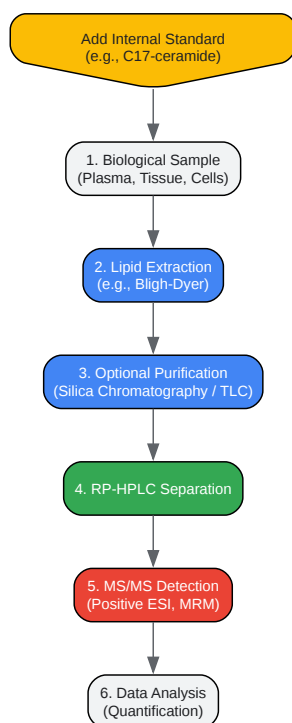 Add Internal Standard
(e.g., C17-ceramide)
1. Biological Sample
(Plasma, Tissue, Cells)
2. Lipid Extraction
(e.g., Bligh-Dyer)
3. Optional Purification
(Silica Chromatography / TLC)
4. RP-HPLC Separation
5. MS/MS Detection
(Positive ESI, MRM)
6. Data Analysis
(Quantification)